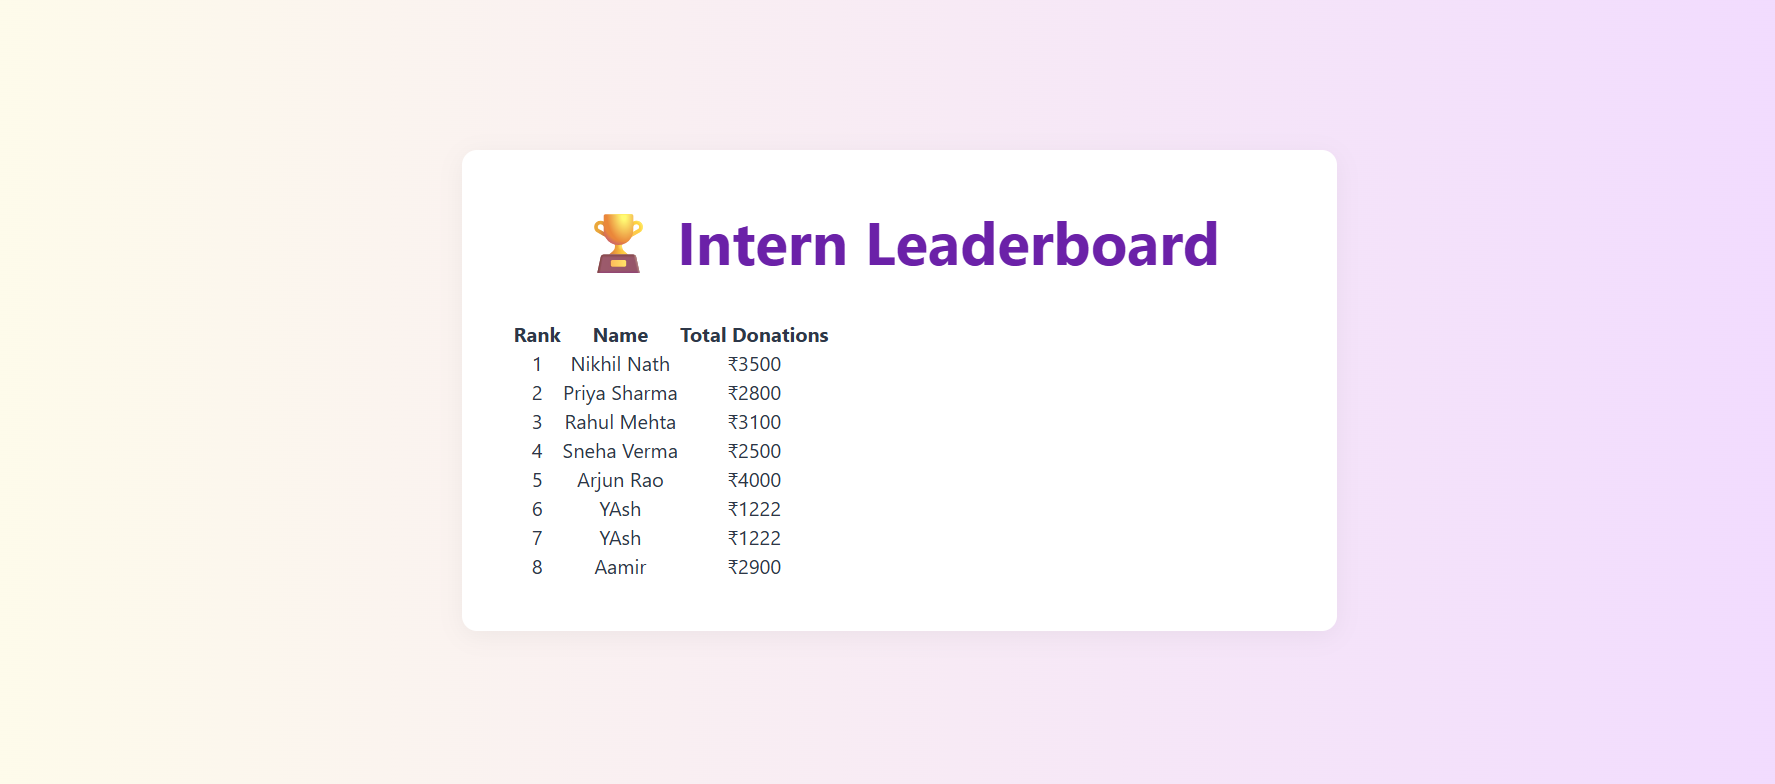 Intern Leaderboard
Rank Name Total Donations
1 Nikhil Nath ₹3500
2 Priya Sharma ₹2800
3 Rahul Mehta ₹3100
4 Sneha Verma ₹2500
5 Arjun Rao ₹4000
6 YAsh ₹1222
7 YAsh ₹1222
8 Aamir ₹2900